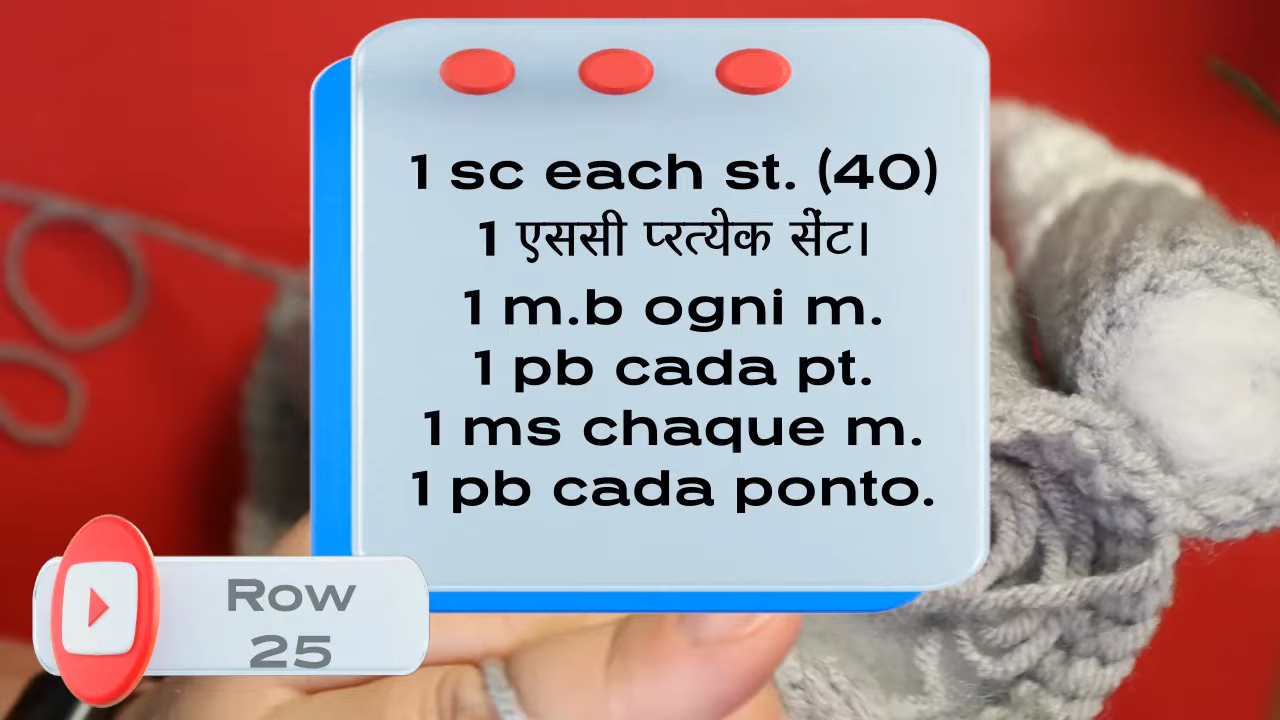 1 sc each st. (40)
1 एससी प्रत्येक सेंट।
1 m.b ogni m.
1 pb cada pt.
1 ms chaque m.
1 pb cada ponto.
Row
25